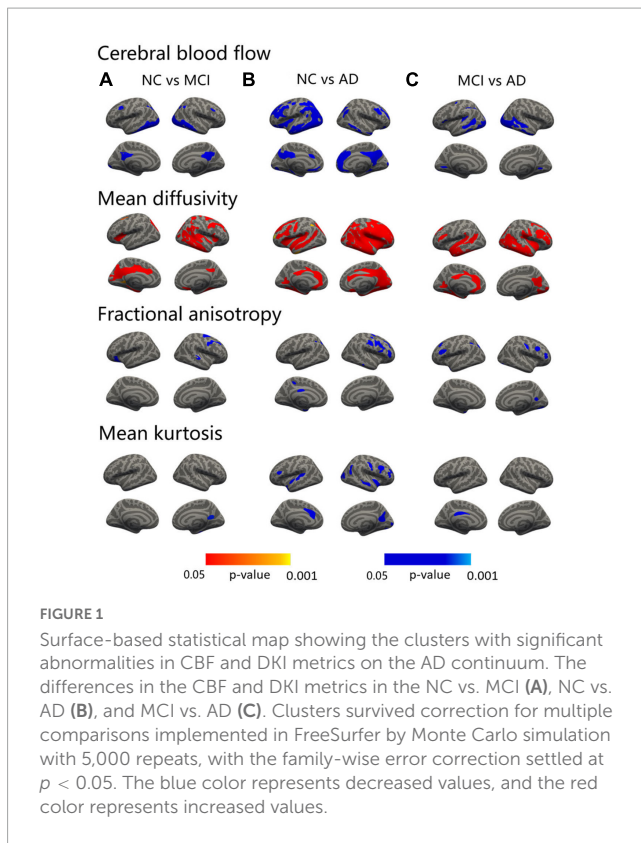 Cerebral blood flow
A NC vs MCI B NC vs AD C MCI vs AD
Mean diffusivity
Fractional anisotropy
Mean kurtosis
0.05 p-value 0.001 0.05 p-value 0.001
FIGURE 1
Surface-based statistical map showing the clusters with significant
abnormalities in CBF and DKI metrics on the AD continuum. The
differences in the CBF and DKI metrics in the NC vs. MCI (A), NC vs.
AD (B), and MCI vs. AD (C). Clusters survived correction for multiple
comparisons implemented in FreeSurfer by Monte Carlo simulation
with 5,000 repeats, with the family-wise error correction settled at
p < 0.05. The blue color represents decreased values, and the red
color represents increased values.